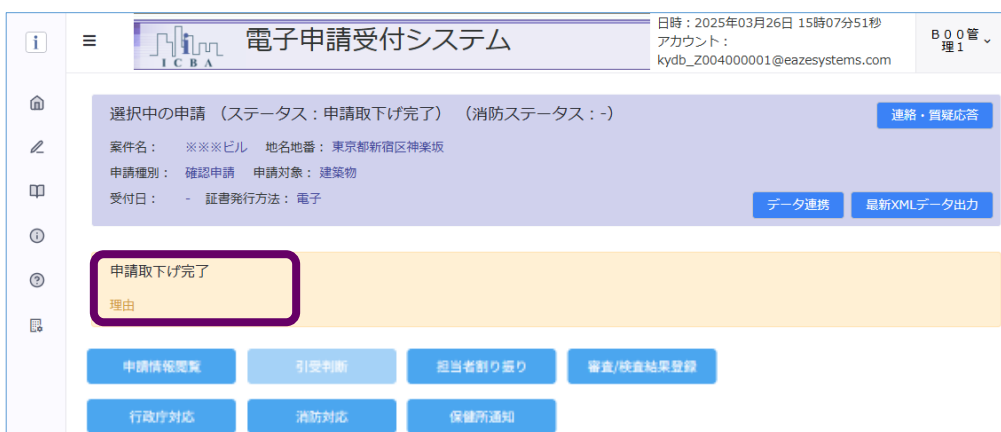 i
≡
ICBA
電子申請受付システム
日時：2025年03月26日 15時07分51秒
アカウント：
kydb_Z004000001@eazesystems.com
B00管
理1
選択中の申請 （ステータス：申請取下げ完了） （消防ステータス：-）
連絡・質疑応答
案件名： ※※※ビル 地名地番：東京都新宿区神楽坂
申請種別： 確認申請 申請対象：建築物
受付日： - 証書発行方法：電子
データ連携
最新XMLデータ出力
申請取下げ完了
理由
申請情報閲覧
引受判断
担当者割り振り
審査/検査結果登録
行政庁対応
消防対応
保健所通知